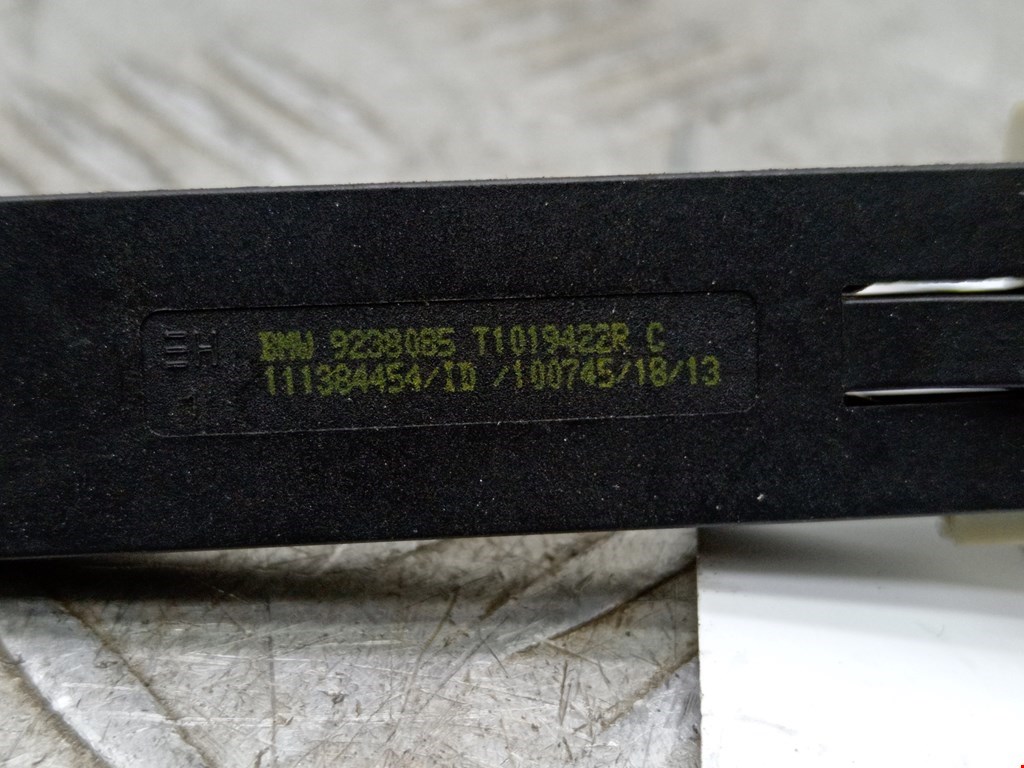 BMW 9238085 T1019422R C
111384454/ID /100745/18/13